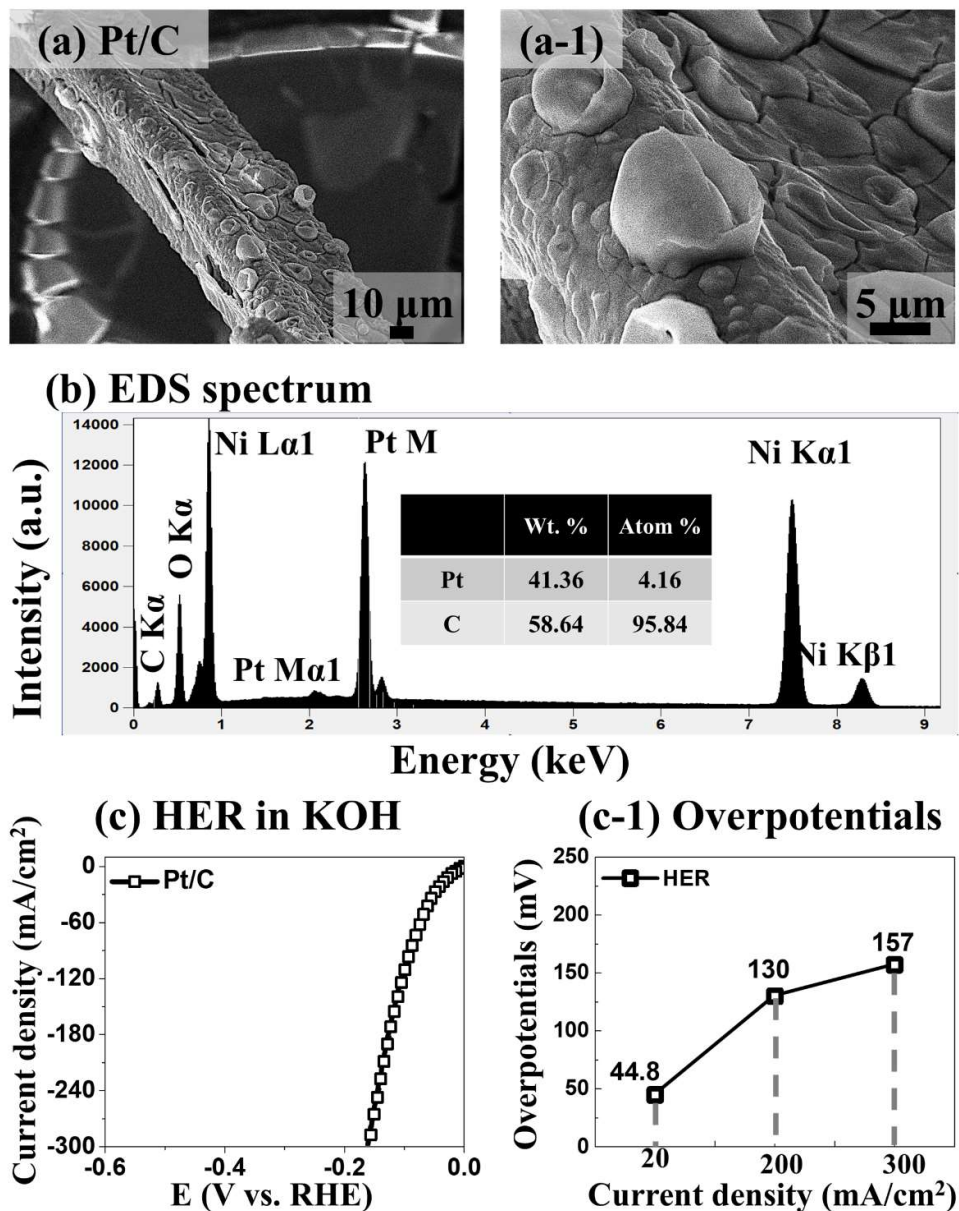 (a) Pt/C
10 μm
(a-1)
5 μm
(b) EDS spectrum
Intensity (a.u.)
14000
12000
10000
8000
6000
4000
2000
0
C Kα
O Kα
Ni Lα1
Pt Mα1
Pt M
Ni Kα1
Ni Kβ1
Wt. % Atom %
Pt 41.36 4.16
C 58.64 95.84
0 1 2 3 4 5 6 7 8 9
Energy (keV)
(c) HER in KOH
Current density (mA/cm²)
0
-60
-120
-180
-240
-300
Pt/C
-0.6 -0.4 -0.2 0.0
E (V vs. RHE)
(c-1) Overpotentials
Overpotentials (mV)
250
200
150
100
50
0
HER
44.8
130
157
20 200 300
Current density (mA/cm²)